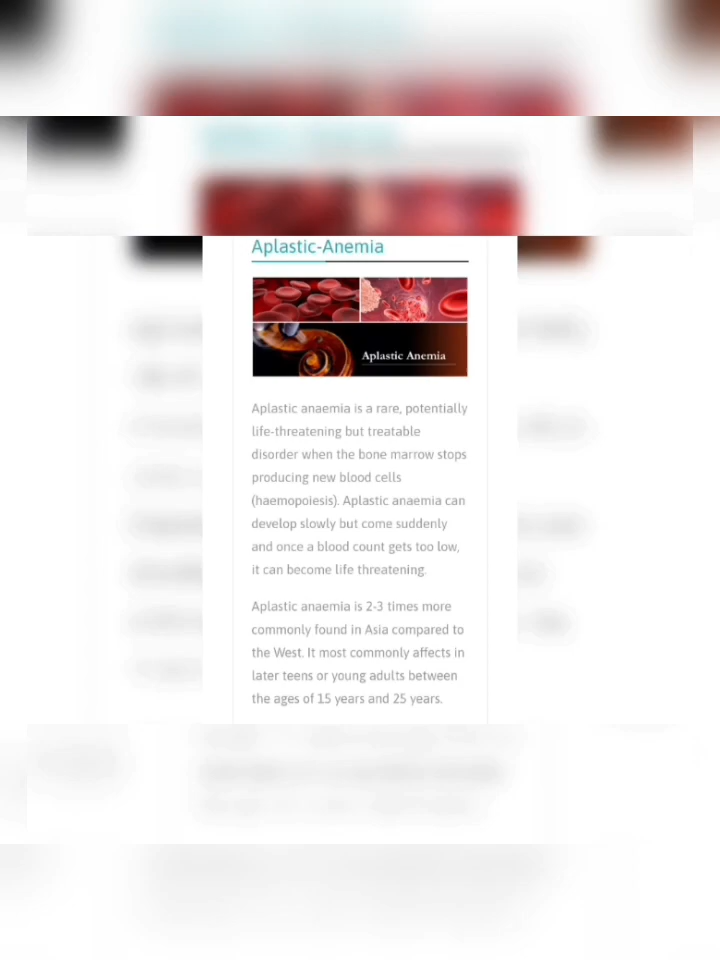 Aplastic-Anemia
Aplastic Anemia
Aplastic anaemia is a rare, potentially
life-threatening but treatable
disorder when the bone marrow stops
producing new blood cells
(haemopoiesis). Aplastic anaemia can
develop slowly but come suddenly
and once a blood count gets too low,
it can become life threatening.
Aplastic anaemia is 2-3 times more
commonly found in Asia compared to
the West. It most commonly affects in
later teens or young adults between
the ages of 15 years and 25 years.